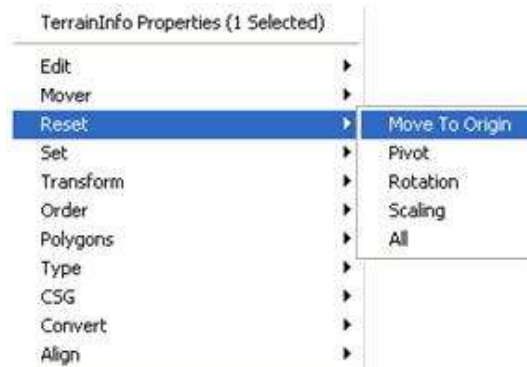 TerrainInfo Properties (1 Selected)
Edit
Mover
Reset
Move To Origin
Set
Pivot
Transform
Rotation
Order
Scaling
Polygons
All
Type
CSG
Convert
Align